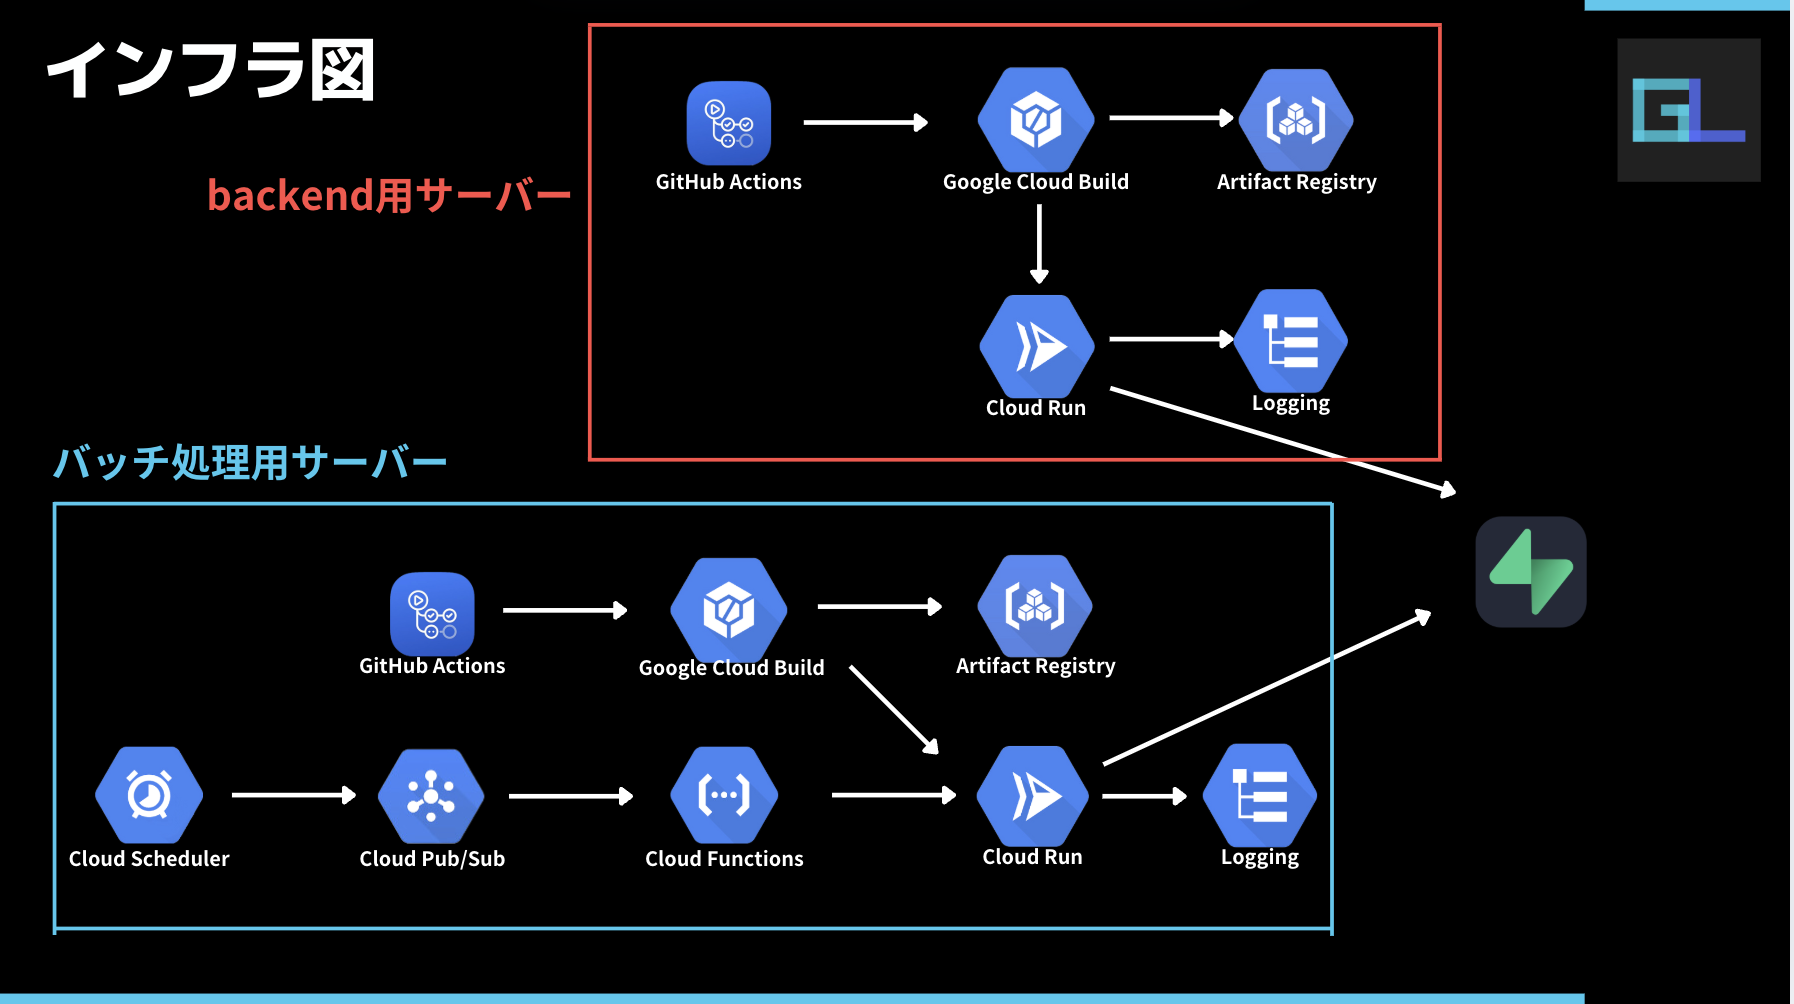 インフラ図
backend用サーバー
GitHub Actions
Google Cloud Build
Artifact Registry
Cloud Run
Logging
バッチ処理用サーバー
GitHub Actions
Google Cloud Build
Artifact Registry
Cloud Scheduler
Cloud Pub/Sub
Cloud Functions
Cloud Run
Logging
GL